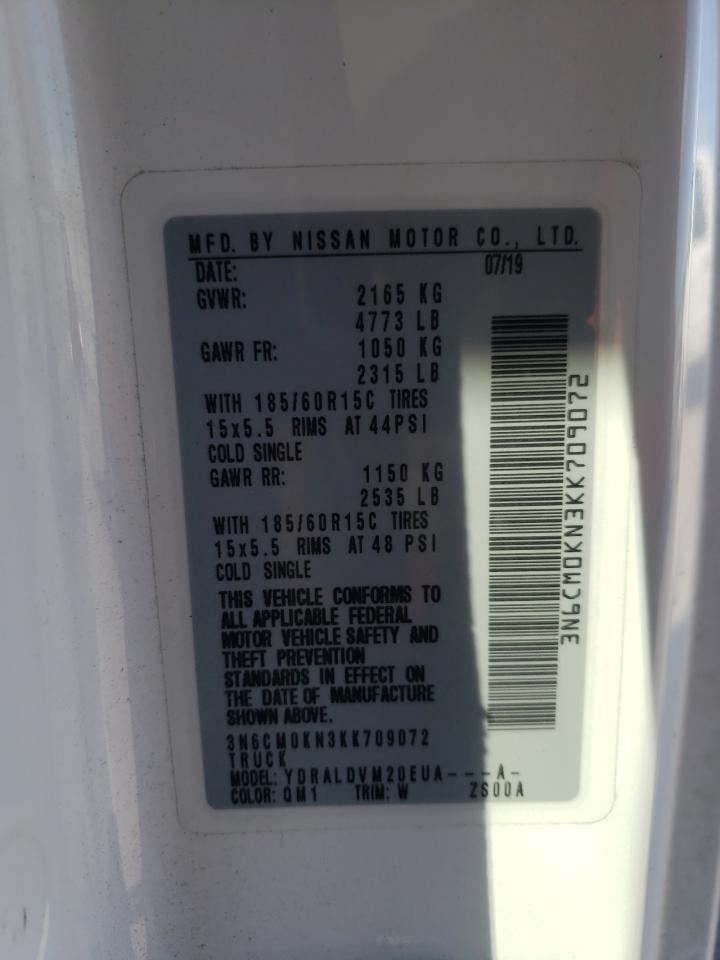 MFD. BY NISSAN MOTOR CO., LTD.
DATE: 07/19
GVWR: 2165 KG
4773 LB
GAWR FR: 1050 KG
2315 LB
WITH 185/60R15C TIRES
15x5.5 RIMS AT 44PSI
COLD SINGLE
GAWR RR: 1150 KG
2535 LB
WITH 185/60R15C TIRES
15x5.5 RIMS AT 48 PSI
COLD SINGLE
THIS VEHICLE CONFORMS TO
ALL APPLICABLE FEDERAL
MOTOR VEHICLE SAFETY AND
THEFT PREVENTION
STANDARDS IN EFFECT ON
THE DATE OF MANUFACTURE
SHOWN ABOVE.
3N6CM0KN3KK709072
TRUCK
MODEL: YDRALDVM20EUA---A-
COLOR: QM1 TRIM: W ZS00A
3N6CM0KN3KK709072